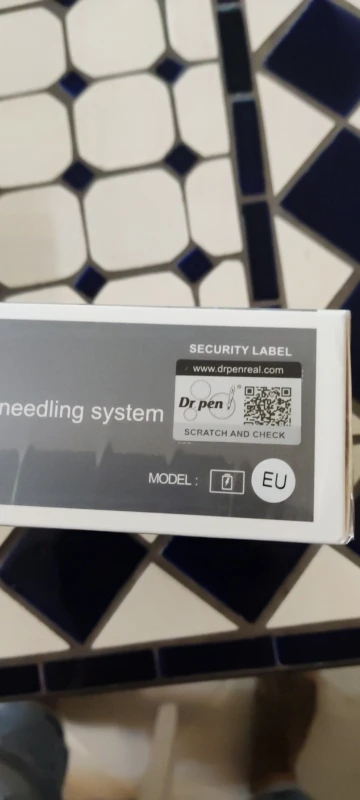 SECURITY LABEL
www.drpenreal.com
Dr pen
SCRATCH AND CHECK
needling system
MODEL :
EU